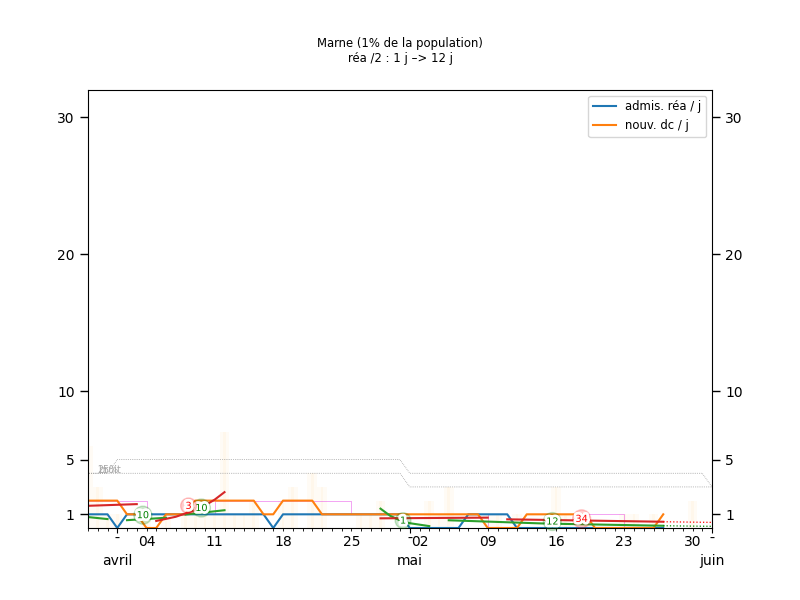 Marne (1% de la population)
réa /2 : 1 j –> 12 j
admis. réa / j
nouv. dc / j
30 30
20 20
10 10
5 5
1 1
10 3 10 1 12 34
04 11 18 25 02 09 16 23 30
avril mai juin